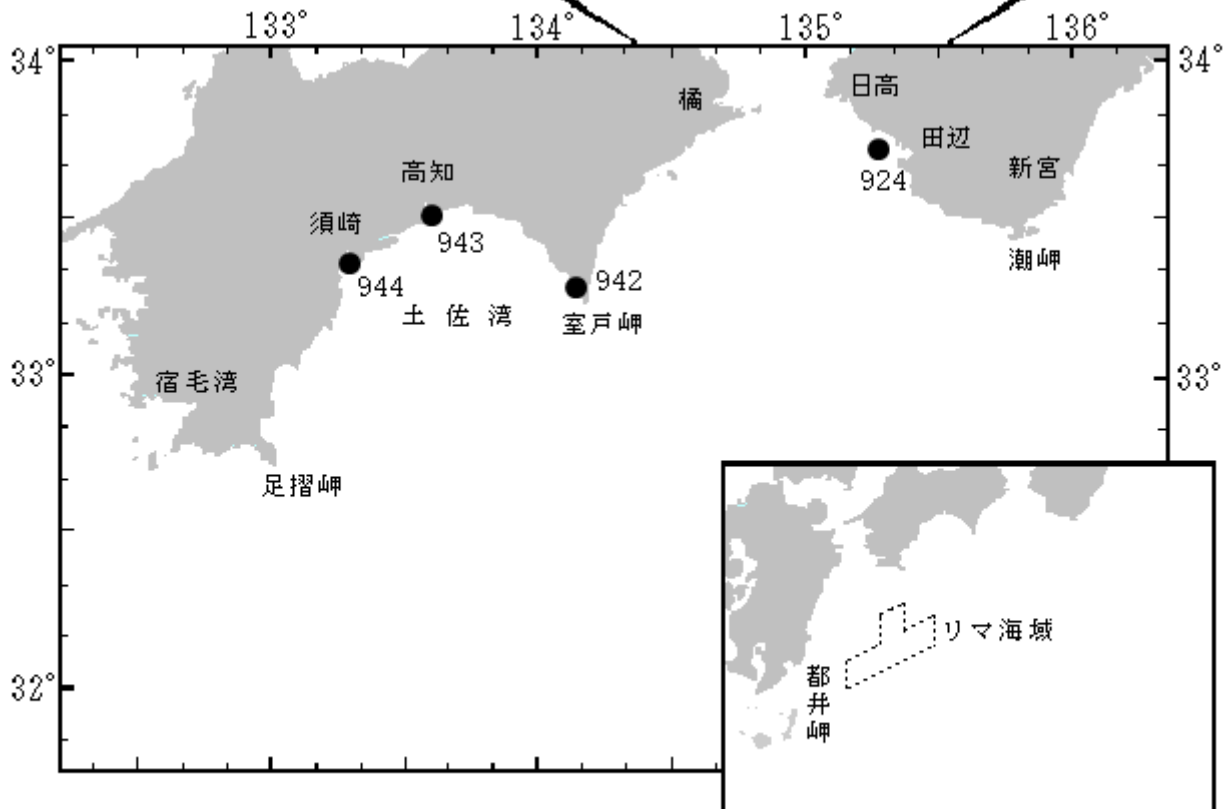 133°
134°
135°
136°
34°
34°
橘
日高
田辺
924
新宮
高知
須崎
943
潮岬
944
942
土佐湾
室戸岬
33°
33°
宿毛湾
足摺岬
リマ海域
都井岬
32°